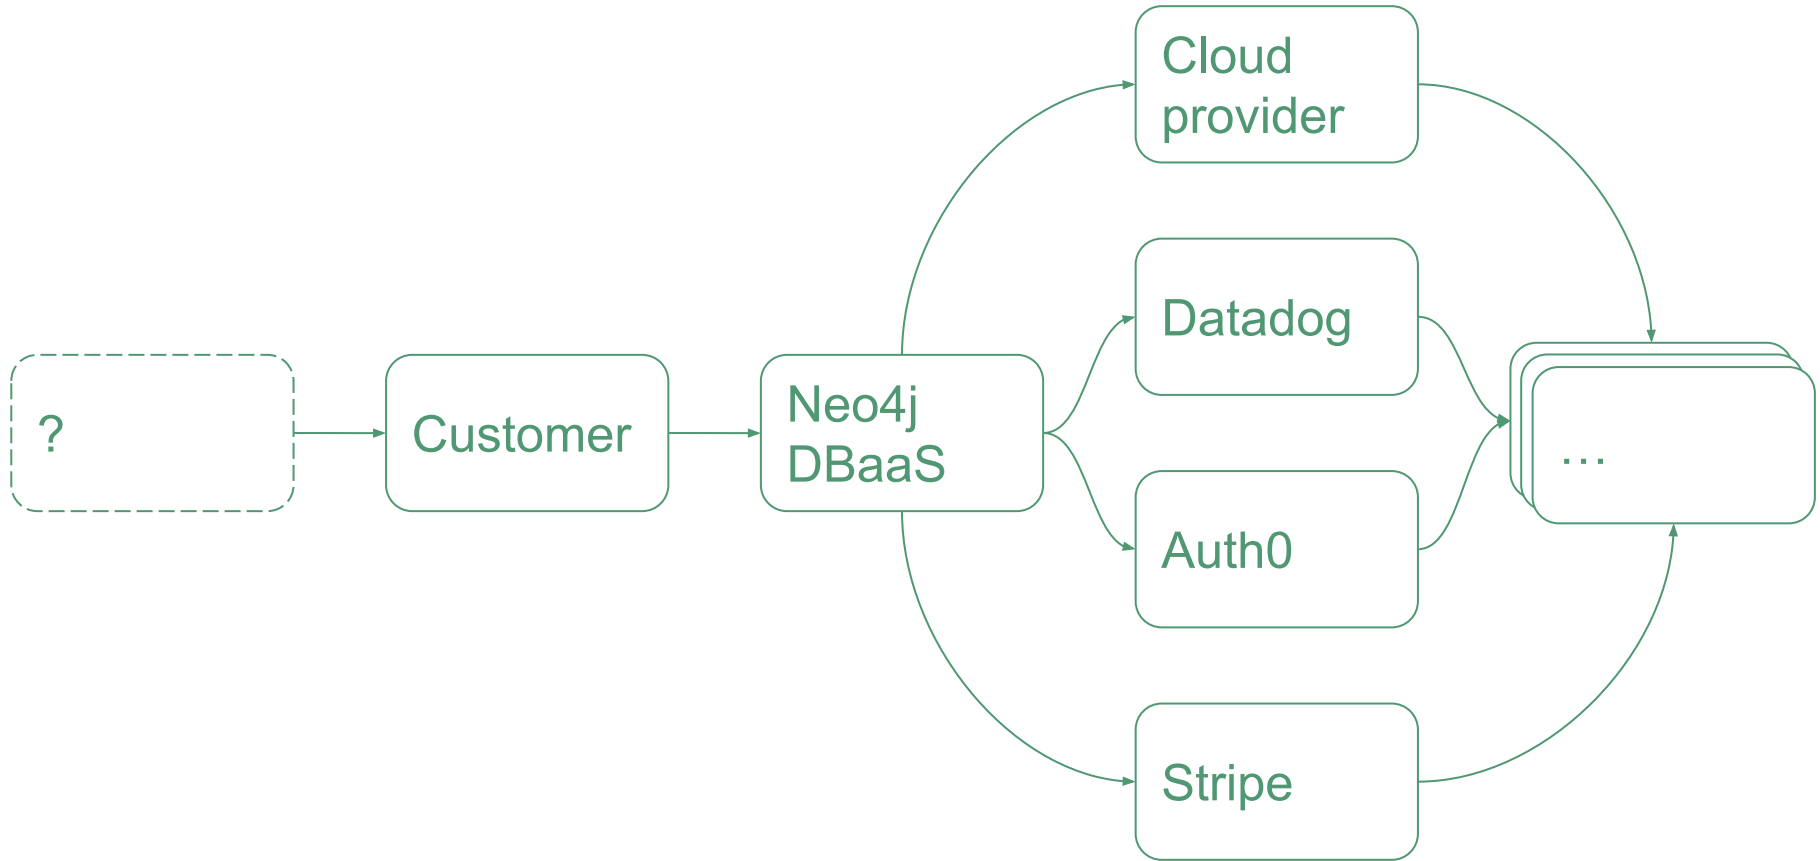 ?
Customer
Neo4j
DBaaS
Cloud
provider
Datadog
Auth0
Stripe
...